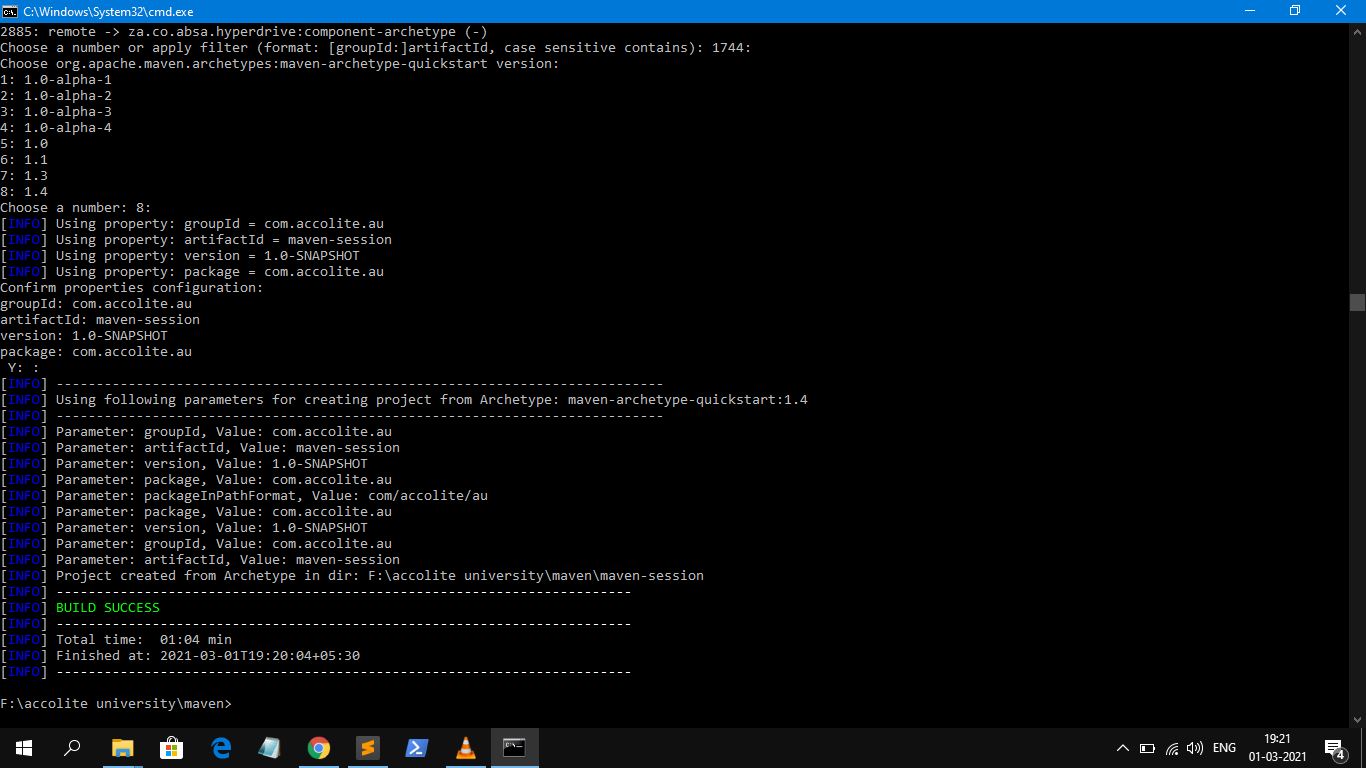 C:\Windows\System32\cmd.exe
2885: remote -> za.co.absa.hyperdrive:component-archetype (-)
Choose a number or apply filter (format: [groupId:]artifactId, case sensitive contains): 1744:
Choose org.apache.maven.archetypes:maven-archetype-quickstart version:
1: 1.0-alpha-1
2: 1.0-alpha-2
3: 1.0-alpha-3
4: 1.0-alpha-4
5: 1.0
6: 1.1
7: 1.3
8: 1.4
Choose a number: 8:
[INFO] Using property: groupId = com.accolite.au
[INFO] Using property: artifactId = maven-session
[INFO] Using property: version = 1.0-SNAPSHOT
[INFO] Using property: package = com.accolite.au
Confirm properties configuration:
groupId: com.accolite.au
artifactId: maven-session
version: 1.0-SNAPSHOT
package: com.accolite.au
 Y: :
[INFO] ----------------------------------------------------------------------------
[INFO] Using following parameters for creating project from Archetype: maven-archetype-quickstart:1.4
[INFO] ----------------------------------------------------------------------------
[INFO] Parameter: groupId, Value: com.accolite.au
[INFO] Parameter: artifactId, Value: maven-session
[INFO] Parameter: version, Value: 1.0-SNAPSHOT
[INFO] Parameter: package, Value: com.accolite.au
[INFO] Parameter: packageInPathFormat, Value: com/accolite/au
[INFO] Parameter: package, Value: com.accolite.au
[INFO] Parameter: version, Value: 1.0-SNAPSHOT
[INFO] Parameter: groupId, Value: com.accolite.au
[INFO] Parameter: artifactId, Value: maven-session
[INFO] Project created from Archetype in dir: F:\accolite university\maven\maven-session
[INFO] ------------------------------------------------------------------------
[INFO] BUILD SUCCESS
[INFO] ------------------------------------------------------------------------
[INFO] Total time:  01:04 min
[INFO] Finished at: 2021-03-01T19:20:04+05:30
[INFO] ------------------------------------------------------------------------
F:\accolite university\maven>
ENG
19:21
01-03-2021
4